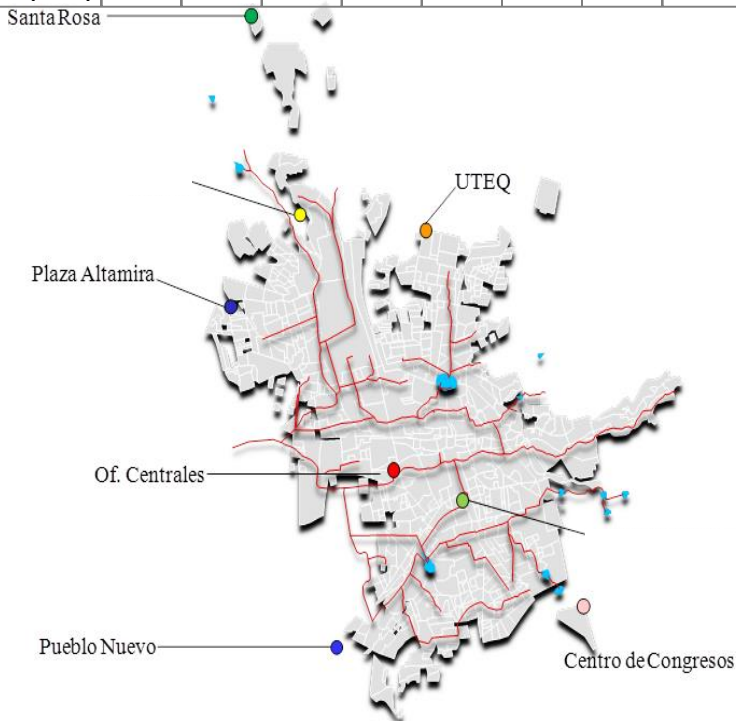 Santa Rosa
UTEQ
Plaza Altamira
Of. Centrales
Pueblo Nuevo
Centro de Congresos